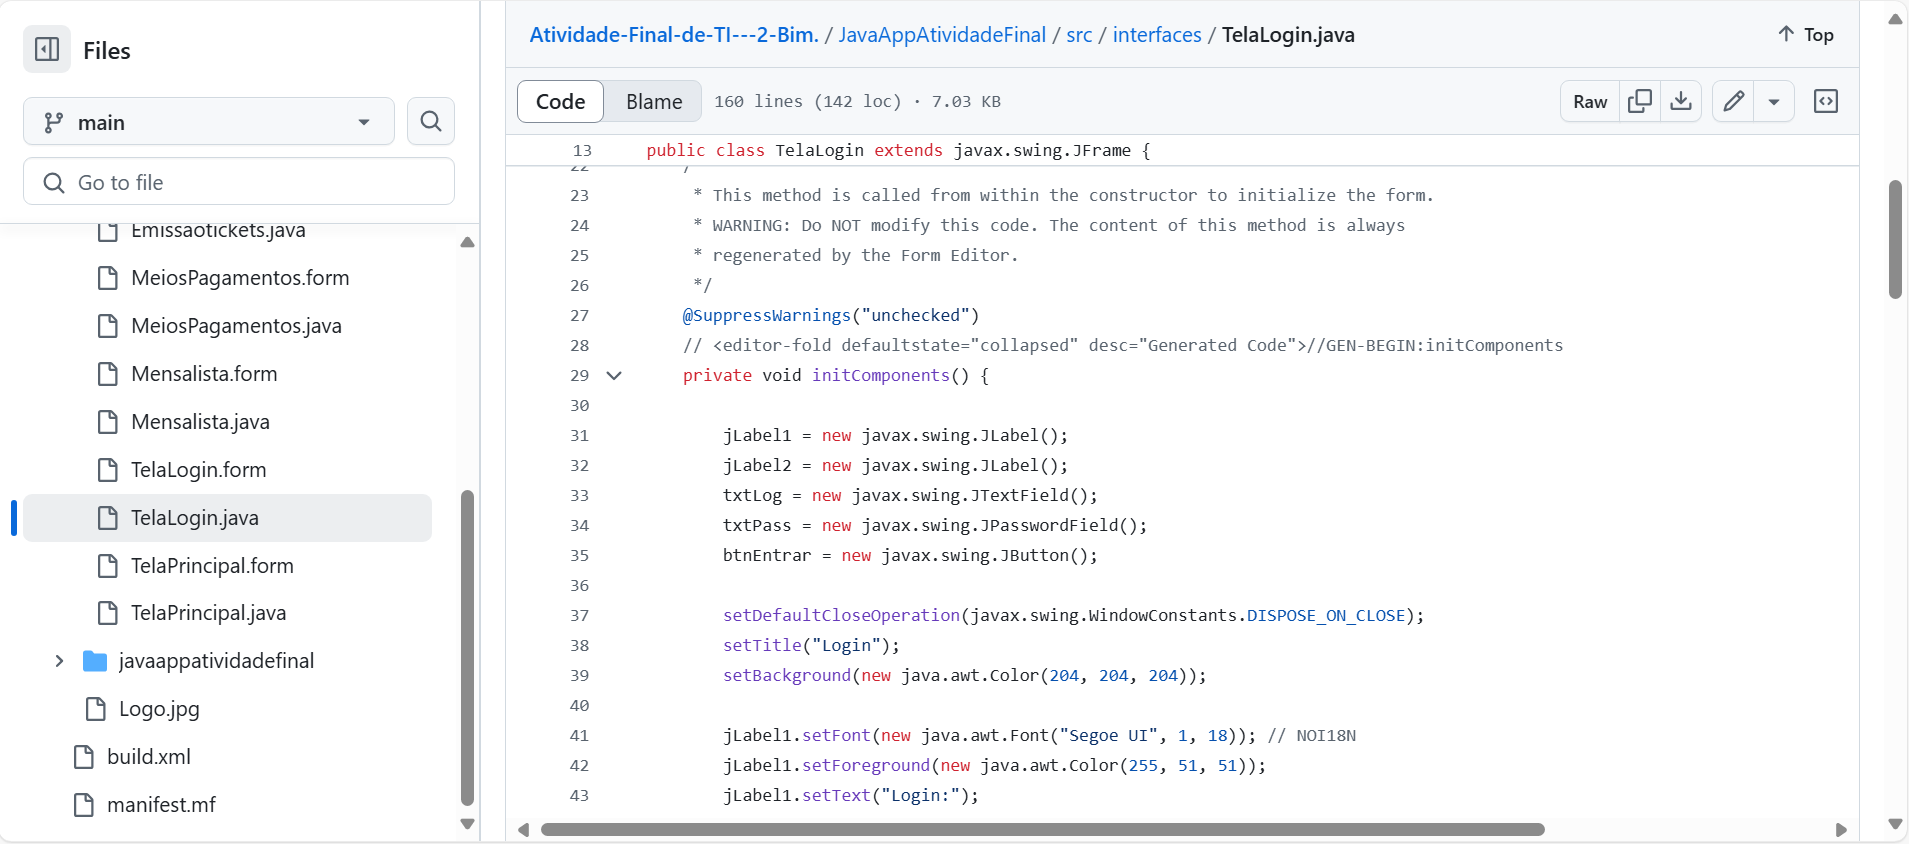 Files
main
Go to file
Emissaotickets.java
MeiosPagamentos.form
MeiosPagamentos.java
Mensalista.form
Mensalista.java
TelaLogin.form
TelaLogin.java
TelaPrincipal.form
TelaPrincipal.java
javaappatividadefinal
Logo.jpg
build.xml
manifest.mf
Atividade-Final-de-TI---2-Bim. / JavaAppAtividadeFinal / src / interfaces / TelaLogin.java
Top
Code Blame 160 lines (142 loc) · 7.03 KB Raw
13 public class TelaLogin extends javax.swing.JFrame {
22
23 * This method is called from within the constructor to initialize the form.
24 * WARNING: Do NOT modify this code. The content of this method is always
25 * regenerated by the Form Editor.
26 */
27 @SuppressWarnings("unchecked")
28 // <editor-fold defaultstate="collapsed" desc="Generated Code">//GEN-BEGIN:initComponents
29 private void initComponents() {
30
31 jLabel1 = new javax.swing.JLabel();
32 jLabel2 = new javax.swing.JLabel();
33 txtLog = new javax.swing.JTextField();
34 txtPass = new javax.swing.JPasswordField();
35 btnEntrar = new javax.swing.JButton();
36
37 setDefaultCloseOperation(javax.swing.WindowConstants.DISPOSE_ON_CLOSE);
38 setTitle("Login");
39 setBackground(new java.awt.Color(204, 204, 204));
40
41 jLabel1.setFont(new java.awt.Font("Segoe UI", 1, 18)); // NOI18N
42 jLabel1.setForeground(new java.awt.Color(255, 51, 51));
43 jLabel1.setText("Login:");